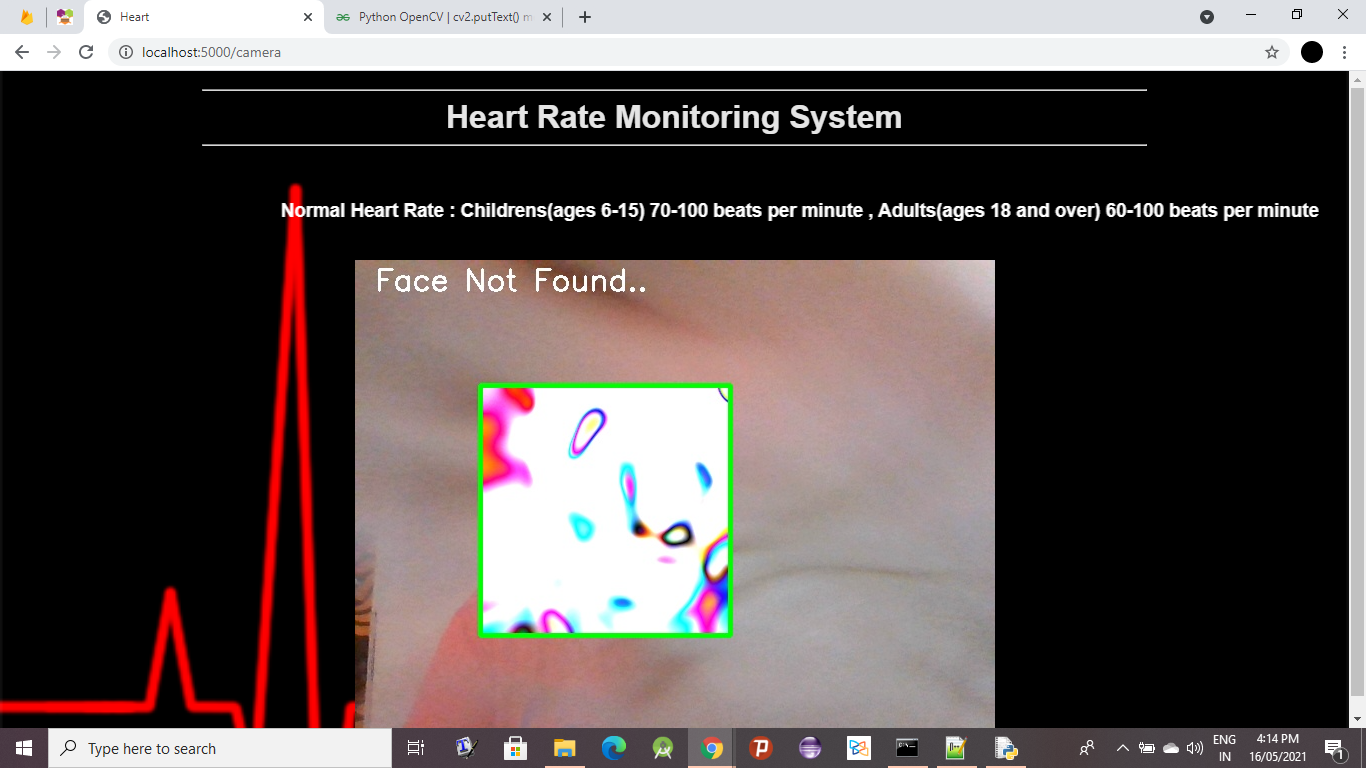 Heart
Python OpenCV | cv2.putText() m
localhost:5000/camera
Heart Rate Monitoring System
Normal Heart Rate : Childrens(ages 6-15) 70-100 beats per minute , Adults(ages 18 and over) 60-100 beats per minute
Face Not Found..
Type here to search
ENG
IN
4:14 PM
16/05/2021
1